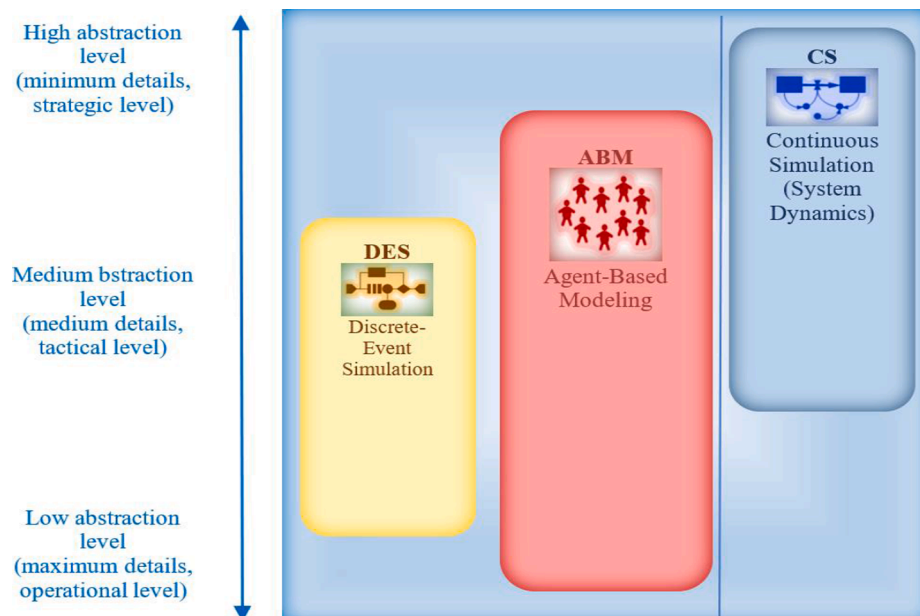 High abstraction
level
(minimum details,
strategic level)
Medium bstraction
level
(medium details,
tactical level)
Low abstraction
level
(maximum details,
operational level)
DES
Discrete-
Event
Simulation
ABM
Agent-Based
Modeling
CS
Continuous
Simulation
(System
Dynamics)